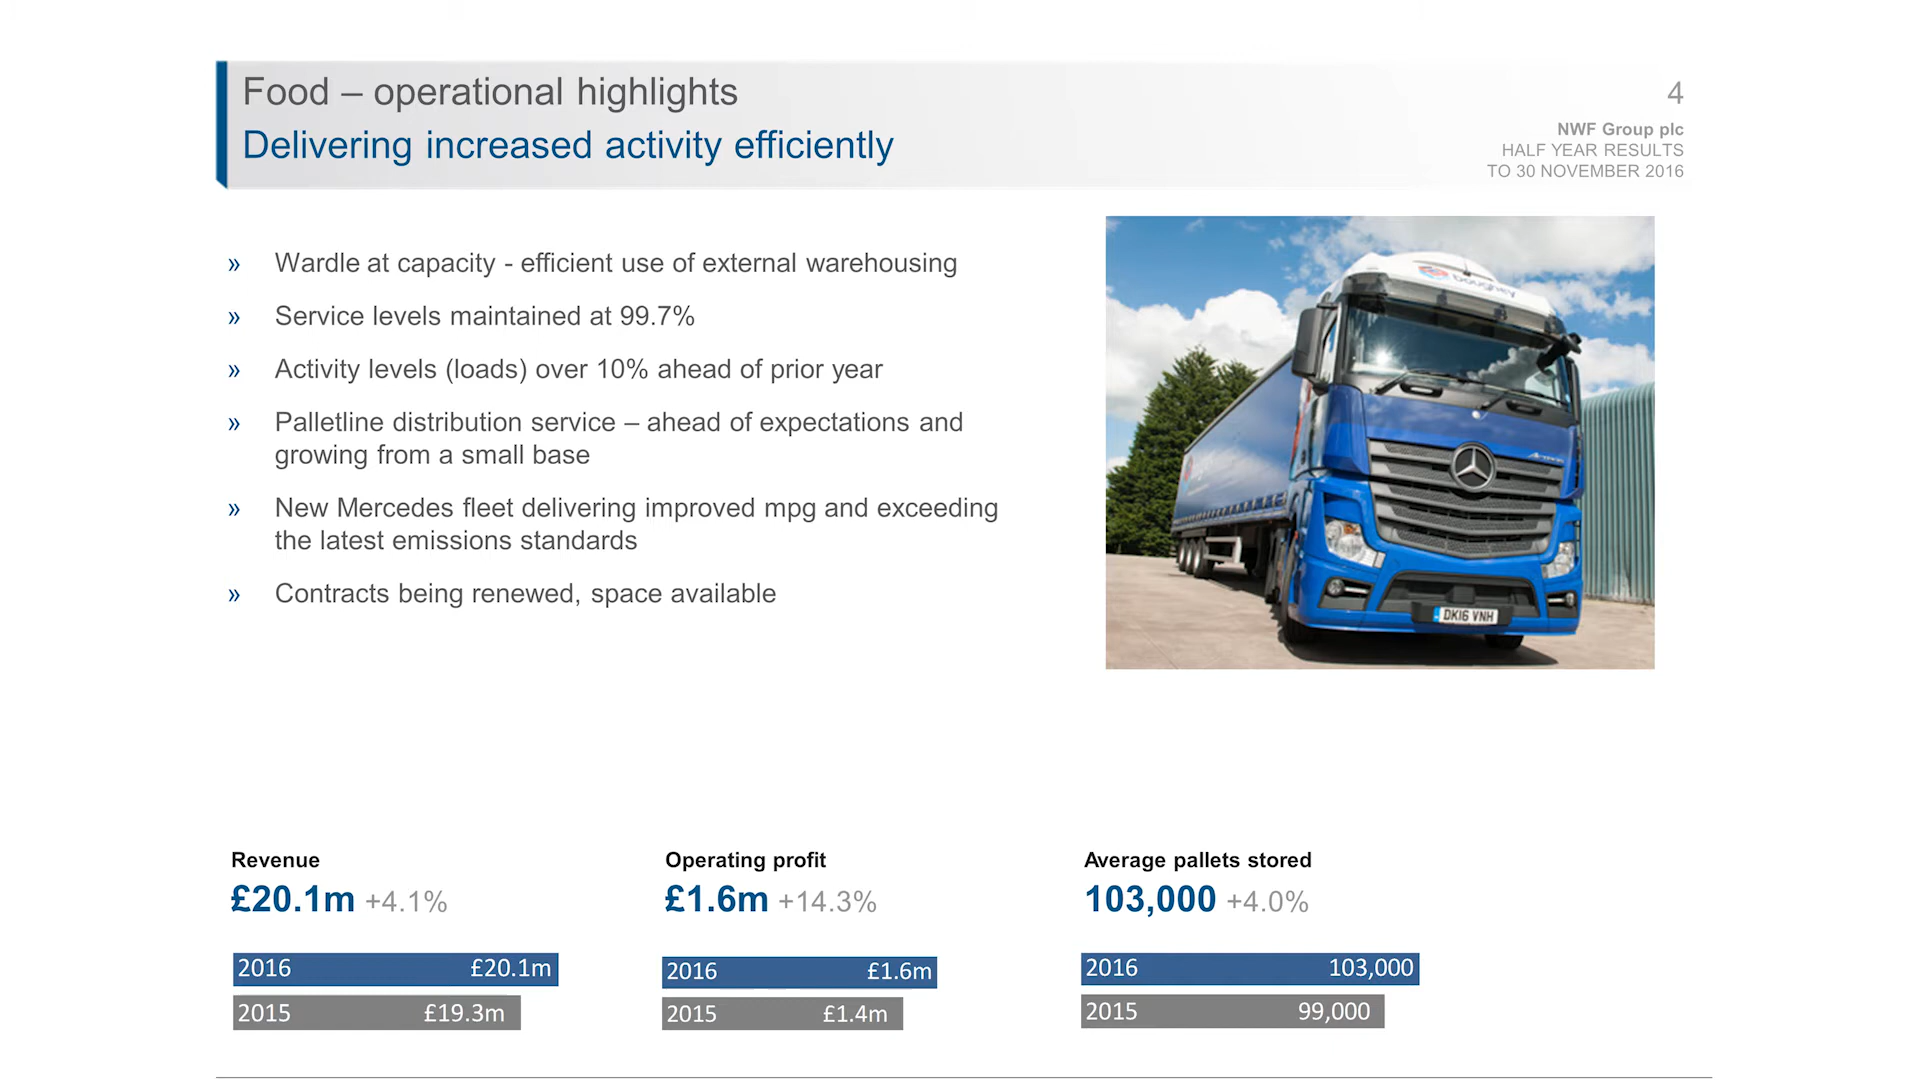 Food – operational highlights
Delivering increased activity efficiently
4
NWF Group plc
HALF YEAR RESULTS
TO 30 NOVEMBER 2016
» Wardle at capacity - efficient use of external warehousing
» Service levels maintained at 99.7%
» Activity levels (loads) over 10% ahead of prior year
» Palletline distribution service – ahead of expectations and
growing from a small base
» New Mercedes fleet delivering improved mpg and exceeding
the latest emissions standards
» Contracts being renewed, space available
DK16 VNH
Revenue
£20.1m +4.1%
2016 £20.1m
2015 £19.3m
Operating profit
£1.6m +14.3%
2016 £1.6m
2015 £1.4m
Average pallets stored
103,000 +4.0%
2016 103,000
2015 99,000